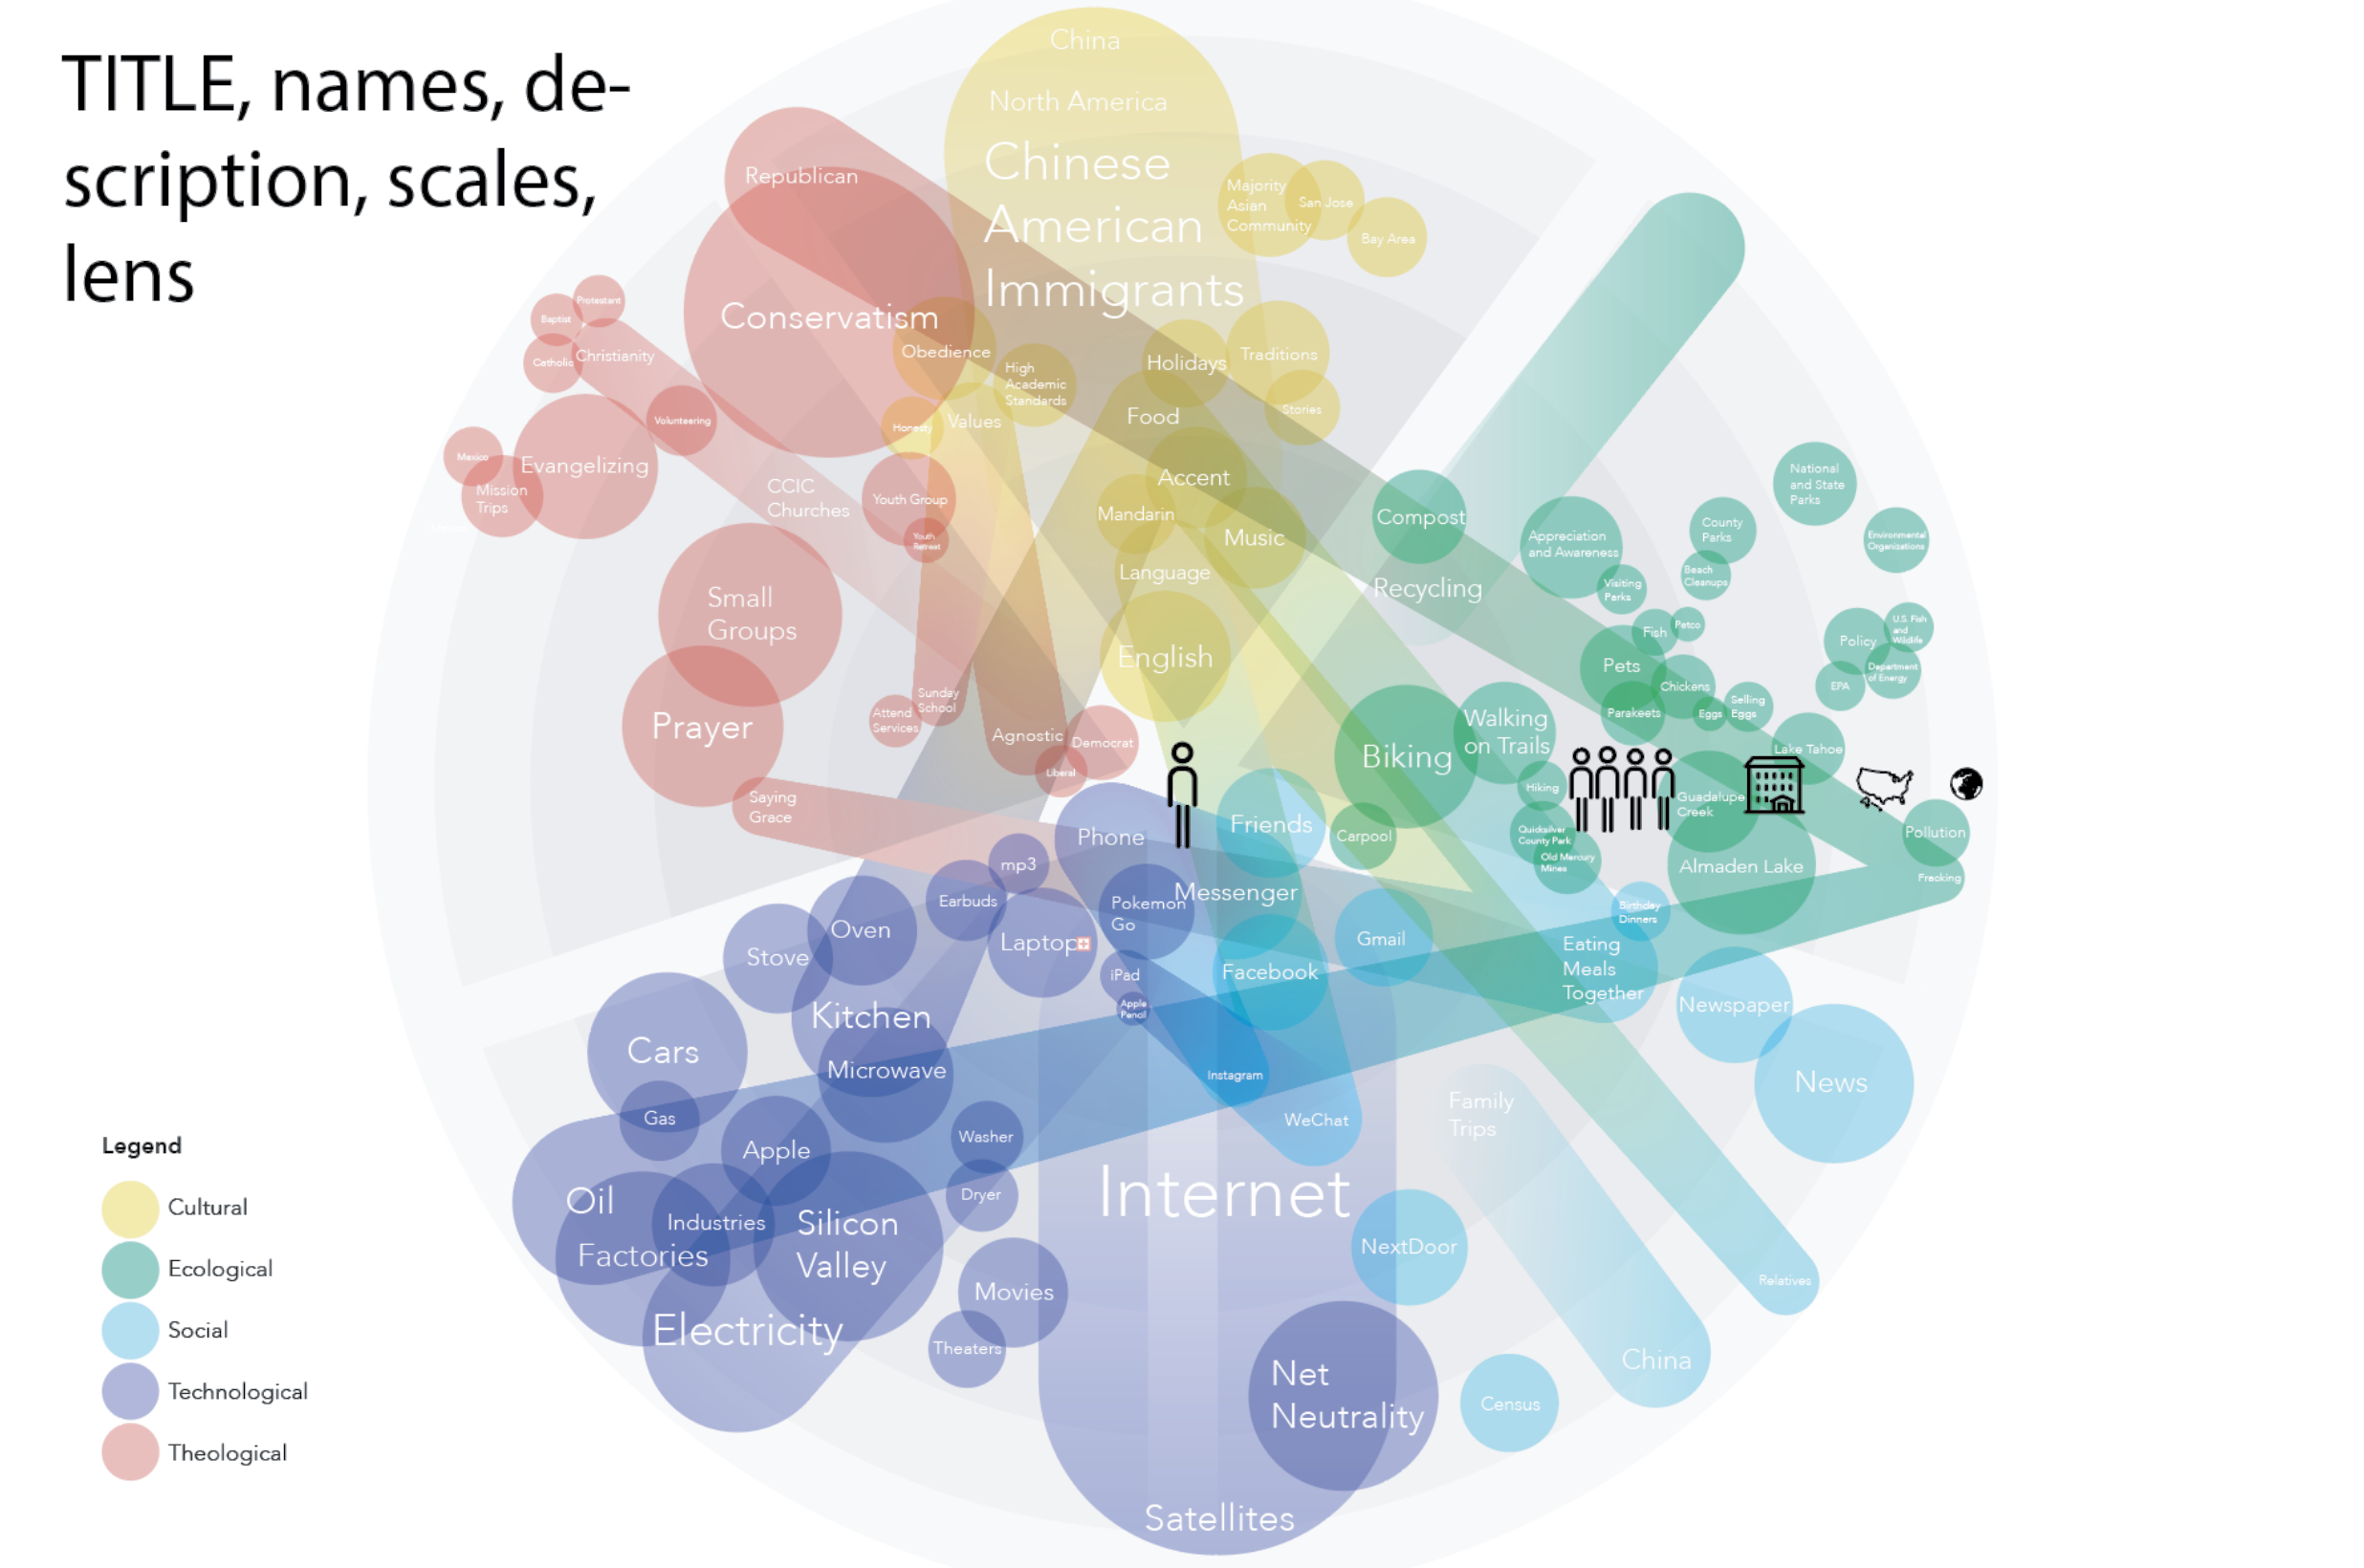 TITLE, names, de-
scription, scales,
lens
China
North America
Chinese
American
Immigrants
Majority
Asian
Community
San Jose
Bay Area
Republican
Conservatism
Obedience
High
Academic
Standards
Honesty
Values
Holidays
Traditions
Stories
Food
Accent
Mandarin
Music
Language
English
Protestant
Baptist
Catholic
Christianity
Volunteering
Evangelizing
Mexico
Mission
Trips
CCIC
Churches
Youth Group
Youth
Retreat
Small
Groups
Prayer
Sunday
School
Attend
Services
Agnostic
Democrat
Liberal
Saying
Grace
Compost
Recycling
Appreciation
and Awareness
Visiting
Parks
County
Parks
Beach
Cleanups
National
and State
Parks
Environmental
Organizations
Fish
Petco
Pets
Chickens
Parakeets
Eggs
Selling
Eggs
Policy
U.S. Fish
and
Wildlife
Department
of Energy
EPA
Lake Tahoe
Biking
Walking
on Trails
Hiking
Guadalupe
Creek
Quicksilver
County Park
Old Mercury
Mines
Almaden Lake
Pollution
Fracking
Carpool
Friends
Phone
Messenger
Pokemon
Go
mp3
Earbuds
Laptop
iPad
Apple
Pencil
Facebook
Gmail
Instagram
WeChat
Birthday
Dinners
Eating
Meals
Together
Newspaper
News
Family
Trips
Relatives
China
Census
NextDoor
Oven
Stove
Kitchen
Microwave
Cars
Gas
Apple
Washer
Dryer
Oil
Industries
Factories
Silicon
Valley
Electricity
Movies
Theaters
Internet
Net
Neutrality
Satellites
Legend
Cultural
Ecological
Social
Technological
Theological